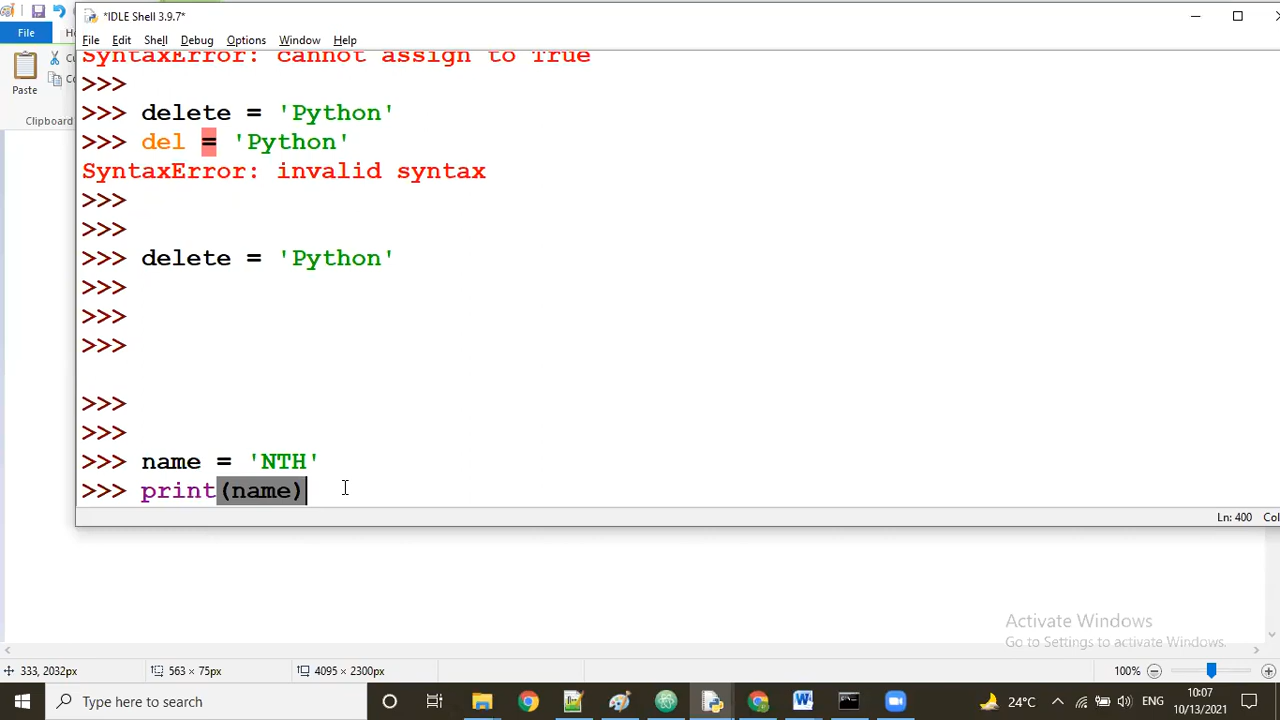 *IDLE Shell 3.9.7*
File Edit Shell Debug Options Window Help
File
Paste
Clipboard
SyntaxError: cannot assign to True
>>>
>>> delete = 'Python'
>>> del = 'Python'
SyntaxError: invalid syntax
>>>
>>>
>>> delete = 'Python'
>>>
>>>
>>>
>>>
>>>
>>> name = 'NTH'
>>> print(name)
Ln: 400 Col
Activate Windows
Go to Settings to activate Windows.
333, 2032px 563 × 75px 4095 × 2300px 100%
Type here to search 24°C ENG 10:07
10/13/2021